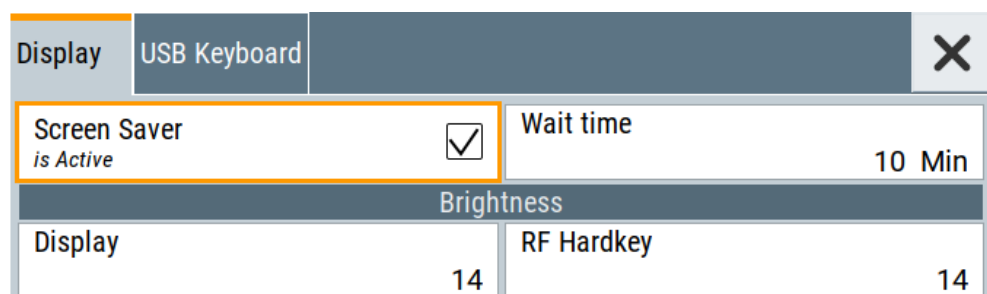 Display USB Keyboard
Screen Saver
is Active
Wait time
10 Min
Brightness
Display
14
RF Hardkey
14